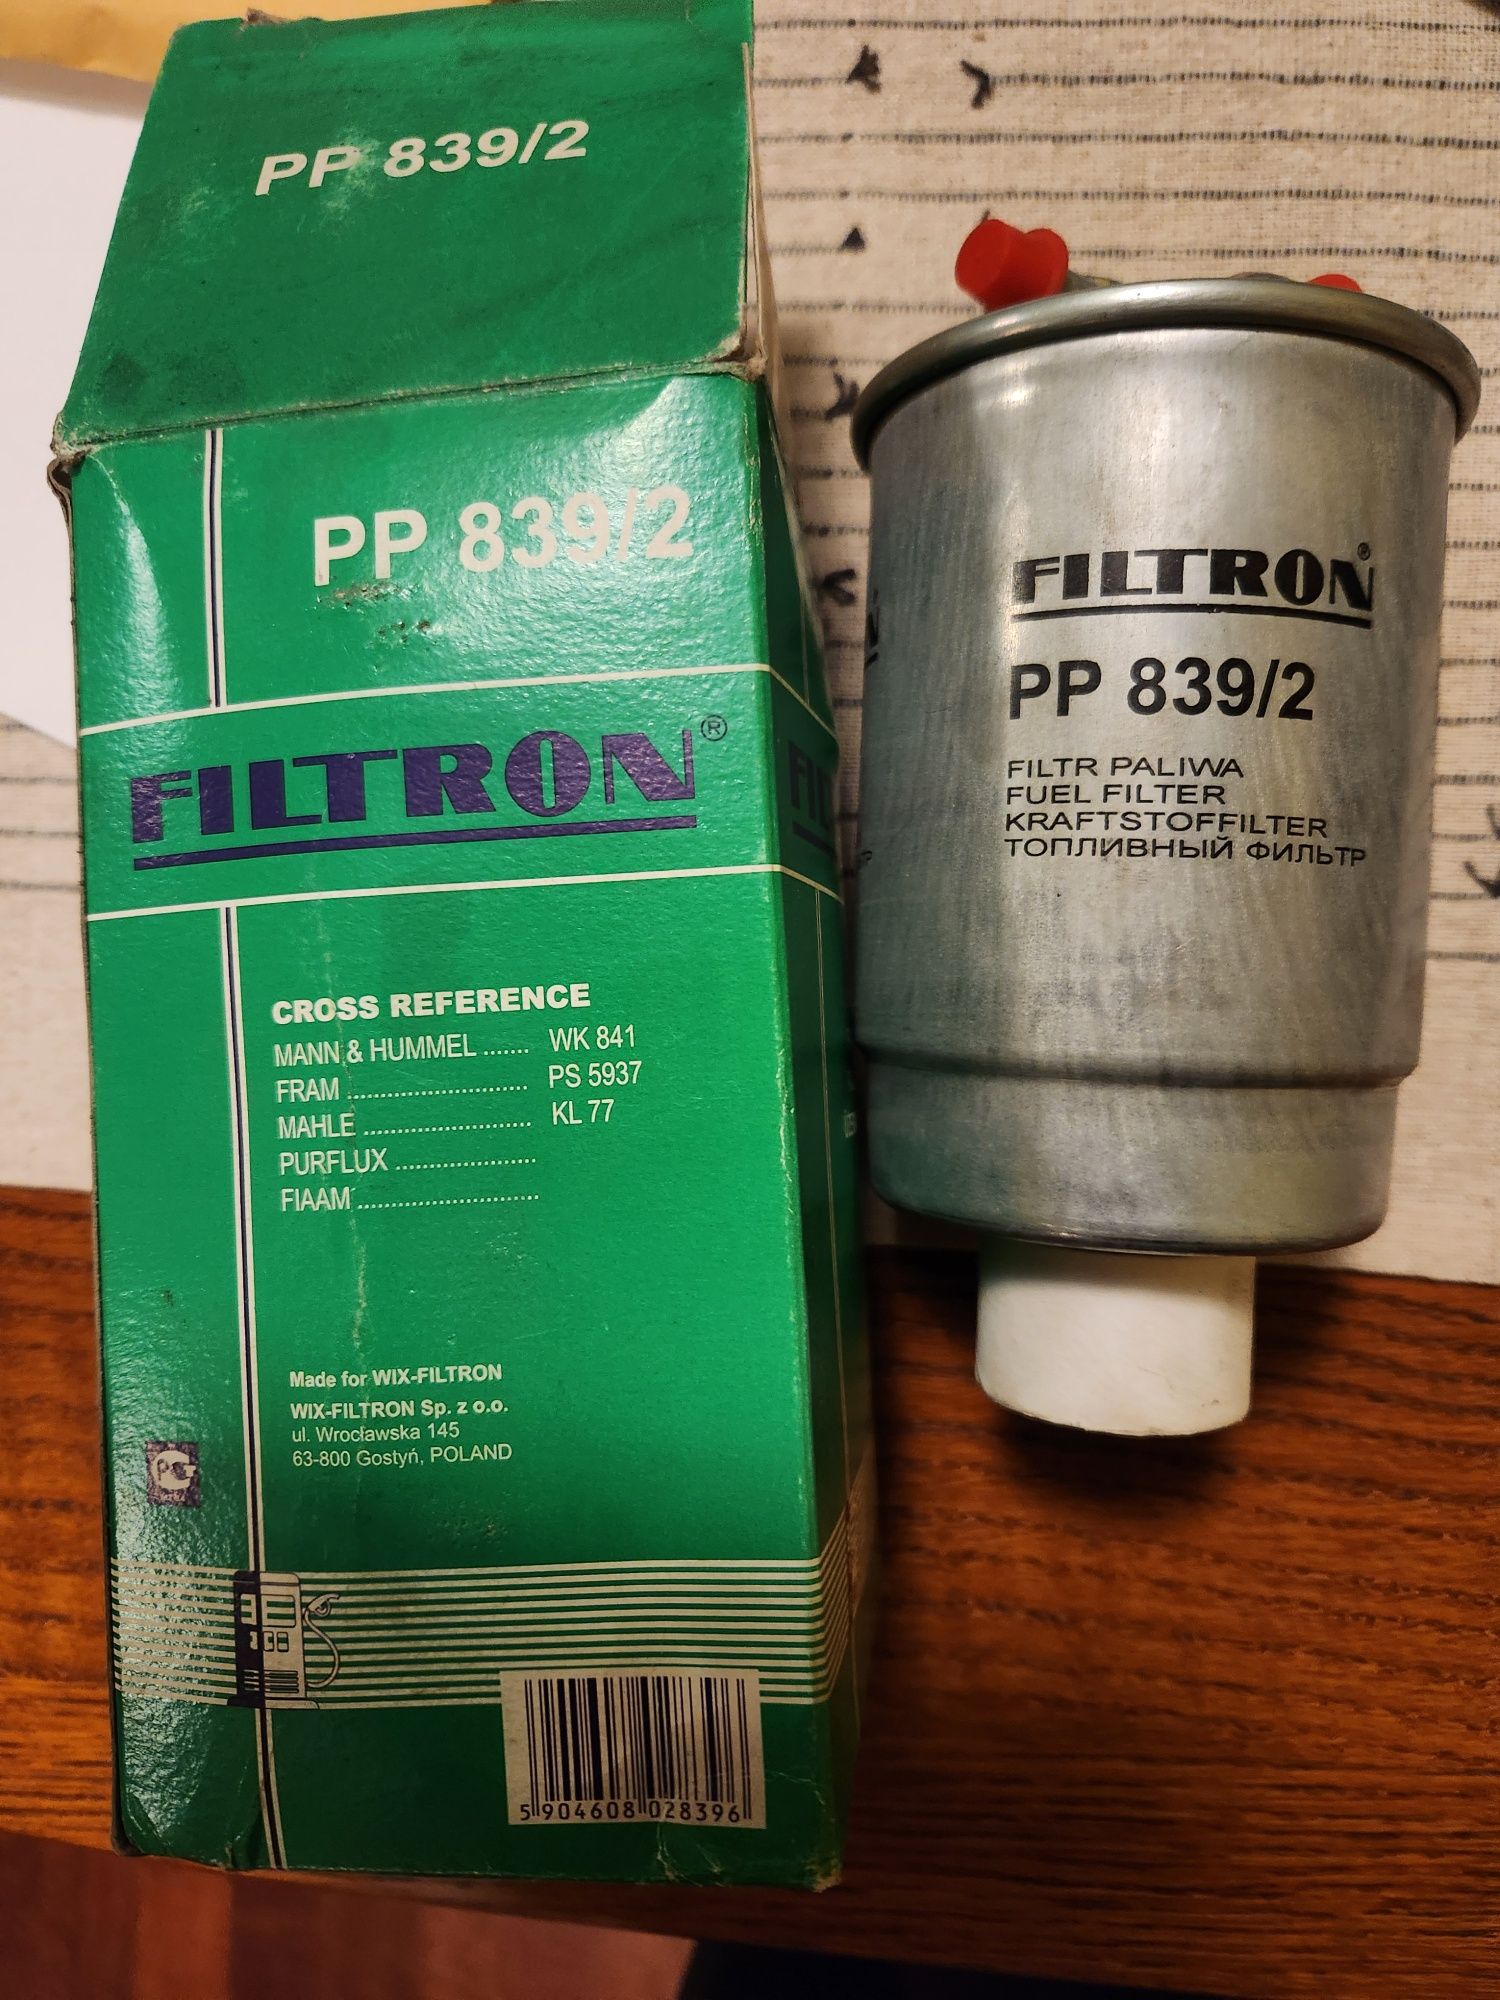 PP 839/2
PP 839/2
FILTRON®
CROSS REFERENCE
MANN & HUMMEL ....... WK 841
FRAM ........................... PS 5937
MAHLE ......................... KL 77
PURFLUX .....................
FIAAM ...........................
Made for WIX-FILTRON
WIX-FILTRON Sp. z o.o.
ul. Wrocławska 145
63-800 Gostyń, POLAND
5 904608 028396
FILTRON®
PP 839/2
FILTR PALIWA
FUEL FILTER
KRAFTSTOFFILTER
ТОПЛИВНЫЙ ФИЛЬТР